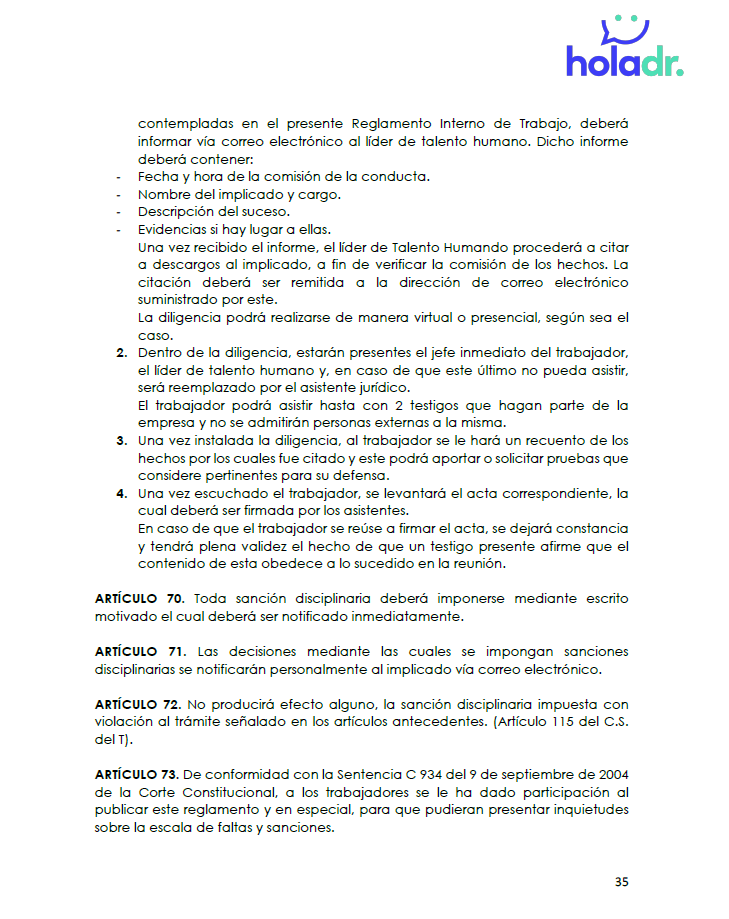 holadr.
contempladas en el presente Reglamento Interno de Trabajo, deberá
informar vía correo electrónico al líder de talento humano. Dicho informe
deberá contener:
- Fecha y hora de la comisión de la conducta.
- Nombre del implicado y cargo.
- Descripción del suceso.
- Evidencias si hay lugar a ellas.
Una vez recibido el informe, el líder de Talento Humando procederá a citar
a descargos al implicado, a fin de verificar la comisión de los hechos. La
citación deberá ser remitida a la dirección de correo electrónico
suministrado por este.
La diligencia podrá realizarse de manera virtual o presencial, según sea el
caso.
2. Dentro de la diligencia, estarán presentes el jefe inmediato del trabajador,
el líder de talento humano y, en caso de que este último no pueda asistir,
será reemplazado por el asistente jurídico.
El trabajador podrá asistir hasta con 2 testigos que hagan parte de la
empresa y no se admitirán personas externas a la misma.
3. Una vez instalada la diligencia, al trabajador se le hará un recuento de los
hechos por los cuales fue citado y este podrá aportar o solicitar pruebas que
considere pertinentes para su defensa.
4. Una vez escuchado el trabajador, se levantará el acta correspondiente, la
cual deberá ser firmada por los asistentes.
En caso de que el trabajador se reúse a firmar el acta, se dejará constancia
y tendrá plena validez el hecho de que un testigo presente afirme que el
contenido de esta obedece a lo sucedido en la reunión.
ARTÍCULO 70. Toda sanción disciplinaria deberá imponerse mediante escrito
motivado el cual deberá ser notificado inmediatamente.
ARTÍCULO 71. Las decisiones mediante las cuales se impongan sanciones
disciplinarias se notificarán personalmente al implicado vía correo electrónico.
ARTÍCULO 72. No producirá efecto alguno, la sanción disciplinaria impuesta con
violación al trámite señalado en los artículos antecedentes. (Artículo 115 del C.S.
del T).
ARTÍCULO 73. De conformidad con la Sentencia C 934 del 9 de septiembre de 2004
de la Corte Constitucional, a los trabajadores se le ha dado participación al
publicar este reglamento y en especial, para que pudieran presentar inquietudes
sobre la escala de faltas y sanciones.
35